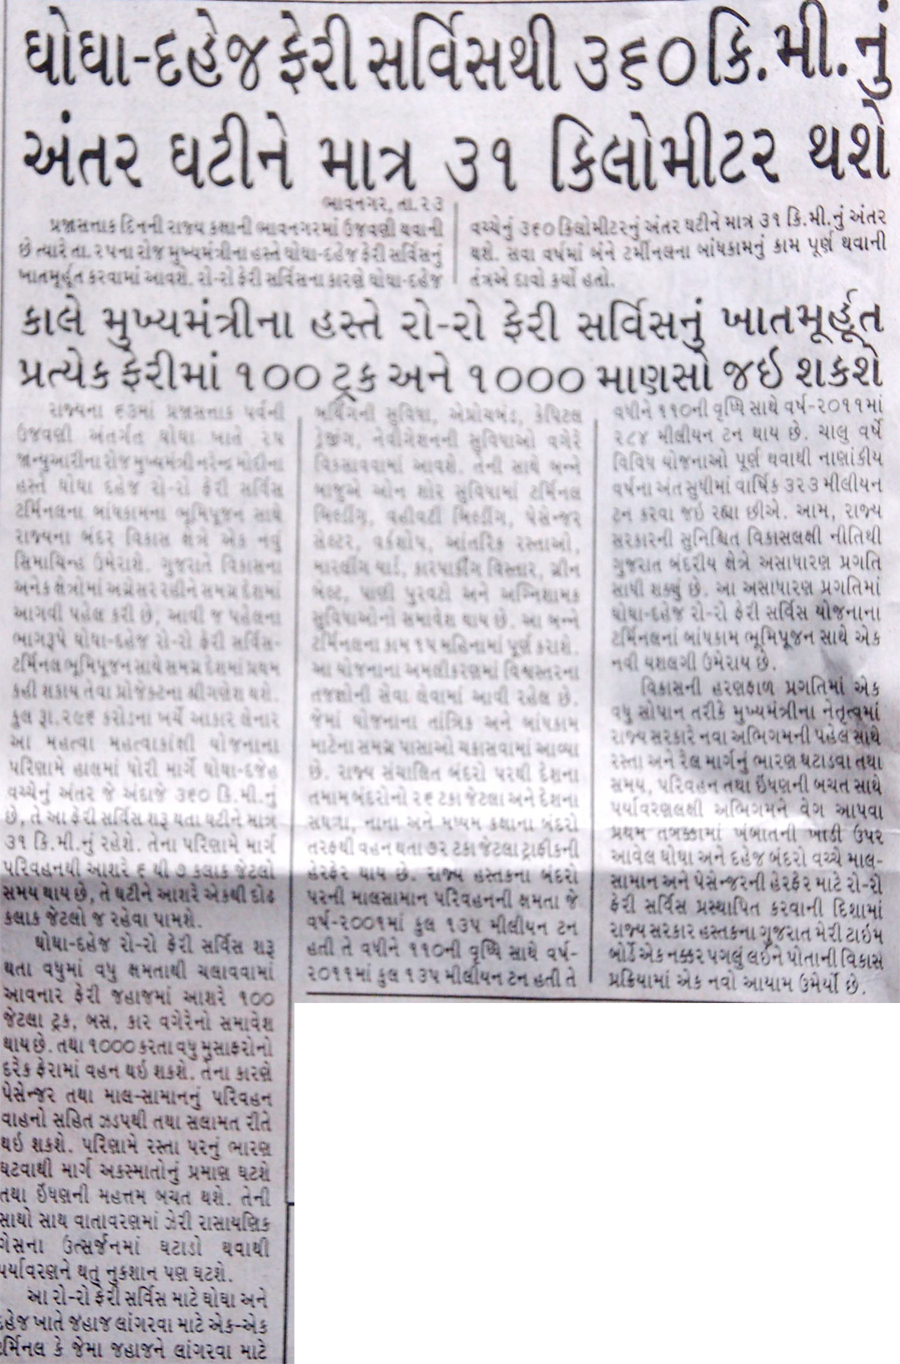 ઘોઘા-દહેજ ફેરી સર્વિસથી ૩૬૦ કિ.મી.નું
અંતર ઘટીને માત્ર ૩૧ કિલોમીટર થશે
ભાવનગર, તા.૨૩
પ્રજાસત્તાક દિનની રાજ્ય કક્ષાની ભાવનગરમાં ઉજવણી થવાની
છે ત્યારે તા. ૨૫ના રોજ મુખ્યમંત્રીના હસ્તે ઘોઘા-દહેજ ફેરી સર્વિસનું
ખાતમૂર્હૂત કરવામાં આવશે. રો-રો ફેરી સર્વિસના કારણે ઘોઘા-દહેજ
વચ્ચેનું ૩૬૦ કિલોમીટરનું અંતર ઘટીને માત્ર ૩૧ કિ.મી.નું અંતર
થશે. સવા વર્ષમાં બંને ટર્મીનલના બાંધકામનું કામ પૂર્ણ થવાની
તંત્રએ દાવો કર્યો હતો.
કાલે મુખ્યમંત્રીના હસ્તે રો-રો ફેરી સર્વિસનું ખાતમૂર્હૂત
પ્રત્યેક ફેરીમાં ૧૦૦ ટ્રક અને ૧૦૦૦ માણસો જઇ શકશે
રાજ્યના ૬૩માં પ્રજાસત્તાક પર્વની
ઉજવણી અંતર્ગત ઘોઘા ખાતે ૨૫
જાન્યુઆરીના રોજ મુખ્યમંત્રી નરેન્દ્ર મોદીના
હસ્તે ઘોઘા દહેજ રો-રો ફેરી સર્વિસ
ટર્મિનલના બાંધકામના ભૂમિપૂજન સાથે
રાજ્યના બંદર વિકાસ ક્ષેત્રે એક નવું
સિમાચિન્હ ઉમેરાશે. ગુજરાતે વિકાસના
અનેક ક્ષેત્રોમાં અગ્રેસર રહીને સમગ્ર દેશમાં
આગવી પહેલ કરી છે, આવી જ પહેલના
ભાગરૂપે ઘોઘા-દહેજ રો-રો ફેરી સર્વિસ-
ટર્મિનલ ભૂમિપૂજન સાથે સમગ્ર દેશમાં પ્રથમ
કહી શકાય તેવા પ્રોજેક્ટના શ્રીગણેશ થશે.
કુલ રૂા.૨૯૬ કરોડના ખર્ચે આકાર લેનાર
આ મહત્વા મહત્વાકાંક્ષી યોજનાના
પરિણામે હાલમાં ધોરી માર્ગે ઘોઘા-દહેજ
વચ્ચેનું અંતર જે અંદાજે ૩૬૦ કિ.મી.નું
છે, તે આ ફેરી સર્વિસ શરૂ થતા ઘટીને માત્ર
૩૧ કિ.મી.નું રહેશે. તેના પરિણામે માર્ગ
પરિવહનથી આશરે ૬ થી ૭ કલાક જેટલો
સમય થાય છે, તે ઘટીને આશરે એકથી દોઢ
કલાક જેટલો જ રહેવા પામશે.
ઘોઘા-દહેજ રો-રો ફેરી સર્વિસ શરૂ
થતા વધુમાં વધુ ક્ષમતાથી ચલાવવામાં
આવનાર ફેરી જહાજમાં આશરે ૧૦૦
જેટલા ટ્રક, બસ, કાર વગેરેનો સમાવેશ
થાય છે. તથા ૧૦૦૦ કરતા વધુ મુસાફરોનો
દરેક ફેરામાં વહન થઇ શકશે. તેના કારણે
પેસેન્જર તથા માલ-સામાનનું પરિવહન
વાહનો સહિત ઝડપથી તથા સલામત રીતે
થઇ શકશે. પરિણામે રસ્તા પરનું ભારણ
ઘટવાથી માર્ગ અકસ્માતોનું પ્રમાણ ઘટશે
તથા ઈંધણની મહત્તમ બચત થશે. તેની
સાથો સાથ વાતાવરણમાં ઝેરી રાસાયણિક
ગેસના ઉત્સર્જનમાં ઘટાડો થવાથી
પર્યાવરણને થતુ નુકશાન પણ ઘટશે.
આ રો-રો ફેરી સર્વિસ માટે ઘોઘા અને
દહેજ ખાતે જહાજ લાંગરવા માટે એક-એક
ટર્મિનલ કે જેમા જહાજને લાંગરવા માટે
બર્થિંગની સુવિધા, એપ્રોચબંડ, કેપિટલ
ડ્રેજીંગ, નેવીગેશનની સુવિધાઓ વગેરે
વિકસાવવામાં આવશે. તેની સાથે બન્ને
બાજુએ ઓન શોર સુવિધામાં ટર્મિનલ
બિલ્ડીંગ, વહીવટી બિલ્ડીંગ, પેસેન્જર
સેલ્ટર, વર્કશોપ, આંતરિક રસ્તાઓ,
માર્શલીંગ યાર્ડ, કારપાર્કીંગ વિસ્તાર, ગ્રીન
બેલ્ટ, પાણી પુરવઠી અને અગ્નિશામક
સુવિધાઓનો સમાવેશ થાય છે. આ બન્ને
ટર્મિનલના કામ ૧૫ મહિનામાં પૂર્ણ કરાશે.
આ યોજનાના અમલીકરણમાં વિશ્વસ્તરના
તજજ્ઞોની સેવા લેવામાં આવી રહેલ છે.
જેમાં યોજનાના તાંત્રિક અને બાંધકામ
માટેના સમગ્ર પાસાઓ ચકાસવામાં આવ્યા
છે. રાજ્ય સંચાલિત બંદરો પરથી દેશના
તમામ બંદરોનો ૨૬ ટકા જેટલા અને દેશના
સઘળા, નાના અને મધ્યમ કક્ષાના બંદરો
તરફથી વહન થતા ૭૨ ટકા જેટલા ટ્રાફીકની
હેરફેર થાય છે. રાજ્ય હસ્તકના બંદરો
પરની માલસામાન પરિવહનની ક્ષમતા જે
વર્ષ-૨૦૦૧માં કુલ ૧૩૫ મીલીયન ટન
હતી તે વધીને ૧૧૦ની વૃધ્ધિ સાથે વર્ષ-
૨૦૧૧માં કુલ ૧૩૫ મીલીયન ટન હતી તે
વધીને ૧૧૦ની વૃધ્ધિ સાથે વર્ષ-૨૦૧૧માં
૨૮૪ મીલીયન ટન થાય છે. ચાલુ વર્ષે
વિવિધ યોજનાઓ પૂર્ણ થવાથી નાણાંકીય
વર્ષના અંત સુધીમાં વાર્ષિક ૩૨૩ મીલીયન
ટન કરવા જઇ રહ્યા છીએ. આમ, રાજ્ય
સરકારની સુનિશ્ચિત વિકાસલક્ષી નીતિથી
ગુજરાત બંદરીય ક્ષેત્રે અસાધારણ પ્રગતિ
સાધી શક્યું છે. આ અસાધારણ પ્રગતિમાં
ઘોઘા-દહેજ રો-રો ફેરી સર્વિસ યોજનાના
ટર્મિનલનાં બાંધકામ ભૂમિપૂજન સાથે એક
નવી યશલગી ઉમેરાય છે.
વિકાસની હરણફાળ પ્રગતિમાં એક
વધુ સોપાન તરીકે મુખ્યમંત્રીના નેતૃત્વમાં
રાજ્ય સરકારે નવા અભિગમની પહેલ સાથે
રસ્તા અને રેલ માર્ગનું ભારણ ઘટાડવા તથા
સમય, પરિવહન તથા ઇંધણની બચત સાથે
પર્યાવરણલક્ષી અભિગમને વેગ આપવા
પ્રથમ તબક્કામાં ખંભાતની ખાડી ઉપર
આવેલ ઘોઘા અને દહેજ બંદરો વચ્ચે માલ-
સામાન અને પેસેન્જરની હેરફેર માટે રો-રો
ફેરી સર્વિસ પ્રસ્થાપિત કરવાની દિશામાં
રાજ્ય સરકાર હસ્તકના ગુજરાત મેરી ટાઇમ
બોર્ડે એક નક્કર પગલું લઇને પોતાની વિકાસ
પ્રક્રિયામાં એક નવો આયામ ઉમેર્યો છે.